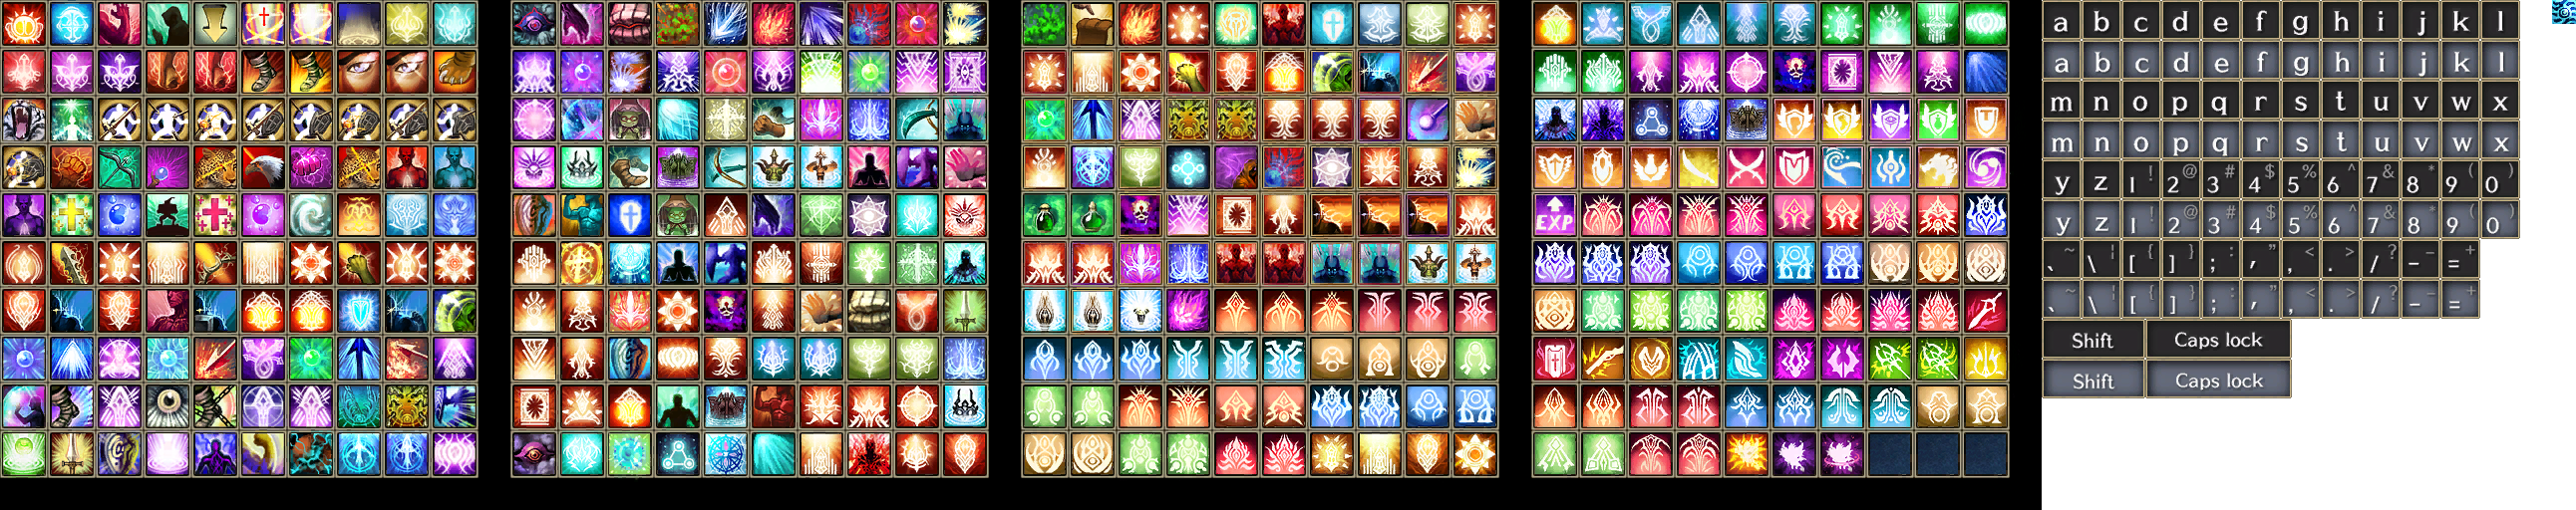 a b c d e f g h i j k l
a b c d e f g h i j k l
m n o p q r s t u v w x
m n o p q r s t u v w x
y z 1 ! 2 @ 3 # 4 $ 5 % 6 ^ 7 & 8 * 9 ( 0 )
y z 1 ! 2 @ 3 # 4 $ 5 % 6 ^ 7 & 8 * 9 ( 0 )
EXP
` ~ \ ¦ [ { ] } ; : ′ ″ , < . > / ? - _ = +
` ~ \ ¦ [ { ] } ; : ′ ″ , < . > / ? - _ = +
Shift Caps lock
Shift Caps lock